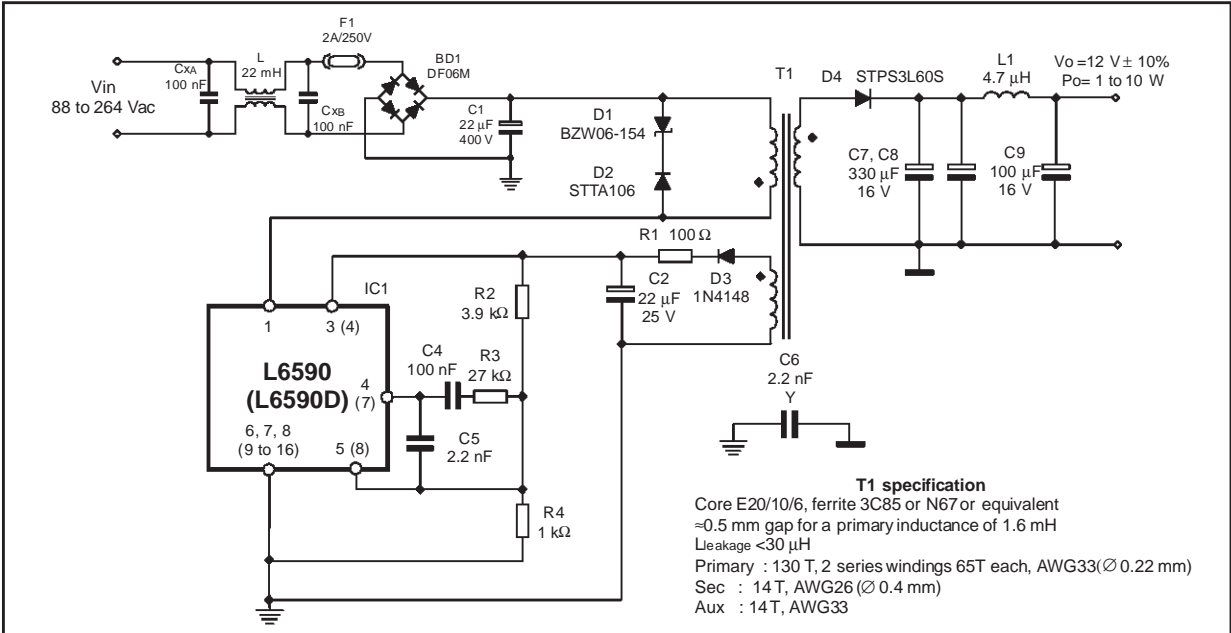 F1
2A/250V
L
22 mH
CXA
100 nF
CXB
100 nF
BD1
DF06M
Vin
88 to 264 Vac
C1
22 µF
400 V
D1
BZW06-154
D2
STTA106
T1
D4 STPS3L60S
L1
4.7 µH
Vo =12 V ± 10%
Po= 1 to 10 W
C7, C8
330 µF
16 V
C9
100 µF
16 V
R1 100 Ω
D3
1N4148
C2
22 µF
25 V
IC1
R2
3.9 kΩ
1
3 (4)
L6590
(L6590D)
4
(7)
6, 7, 8
(9 to 16)
5 (8)
C4
100 nF
R3
27 kΩ
C5
2.2 nF
R4
1 kΩ
C6
2.2 nF
Y
T1 specification
Core E20/10/6, ferrite 3C85 or N67 or equivalent
≈0.5 mm gap for a primary inductance of 1.6 mH
Lleakage <30 µH
Primary : 130 T, 2 series windings 65T each, AWG33 (∅ 0.22 mm)
Sec : 14 T, AWG26 (∅ 0.4 mm)
Aux : 14 T, AWG33